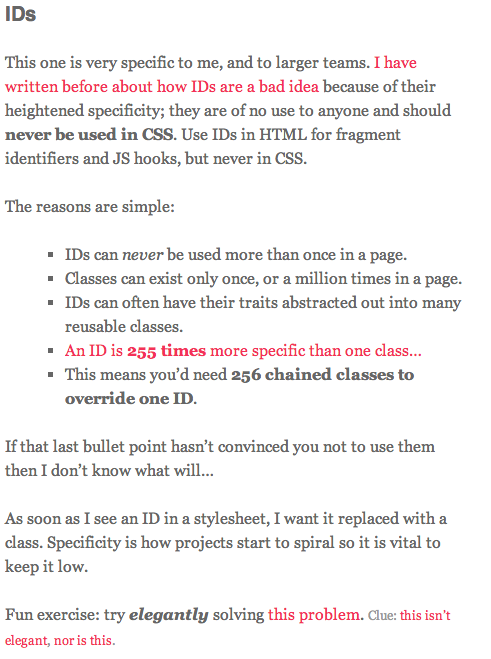 IDs
This one is very specific to me, and to larger teams. I have
written before about how IDs are a bad idea because of their
heightened specificity; they are of no use to anyone and should
never be used in CSS. Use IDs in HTML for fragment
identifiers and JS hooks, but never in CSS.
The reasons are simple:
IDs can never be used more than once in a page.
Classes can exist only once, or a million times in a page.
IDs can often have their traits abstracted out into many
reusable classes.
An ID is 255 times more specific than one class…
This means you’d need 256 chained classes to
override one ID.
If that last bullet point hasn’t convinced you not to use them
then I don’t know what will…
As soon as I see an ID in a stylesheet, I want it replaced with a
class. Specificity is how projects start to spiral so it is vital to
keep it low.
Fun exercise: try elegantly solving this problem. Clue: this isn’t
elegant, nor is this.